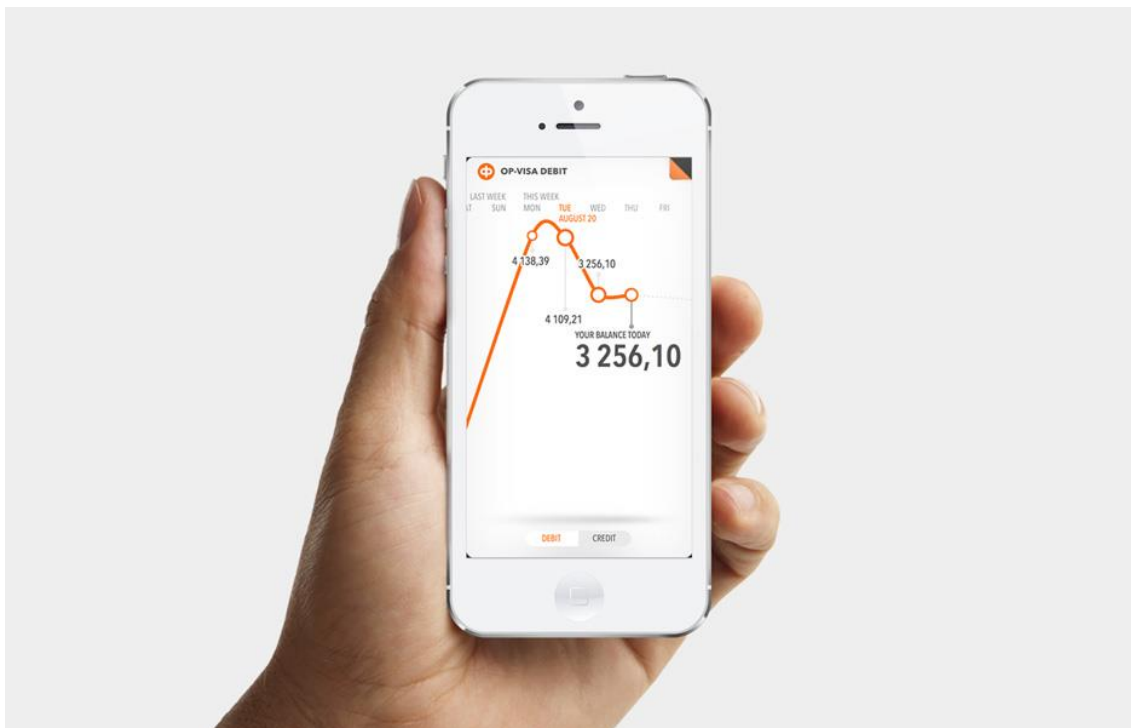 OP-VISA DEBIT
LAST WEEK THIS WEEK
SUN MON TUE WED THU FRI
AUGUST 20
4 138,39 3 256,10
4 109,21
YOUR BALANCE TODAY
3 256,10
DEBIT CREDIT